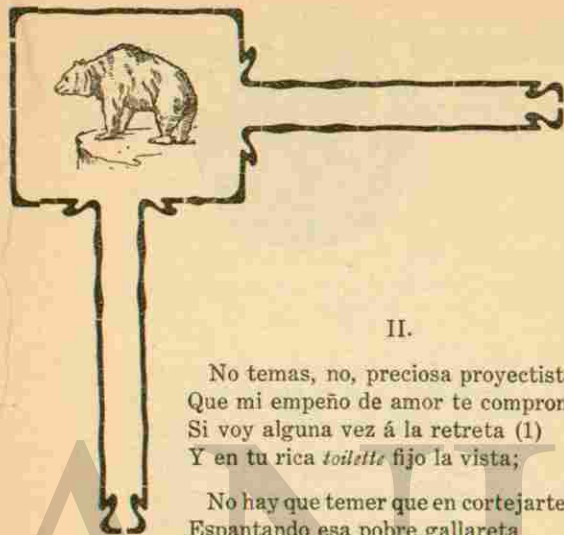 II.
No temas, no, preciosa proyectist
Que mi empeño de amor te compron
Si voy alguna vez á la retreta (1)
Y en tu rica toilette fijo la vista;
No hay que temer que en cortejarte
Espantando esa pobre gallareta